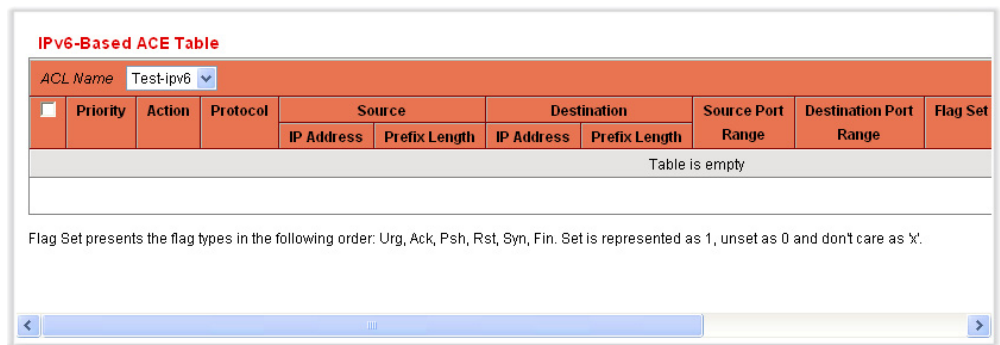 IPv6-Based ACE Table
ACL Name Test-ipv6
Priority Action Protocol Source Destination Source Port Range Destination Port Range Flag Set
IP Address Prefix Length IP Address Prefix Length
Table is empty
Flag Set presents the flag types in the following order: Urg, Ack, Psh, Rst, Syn, Fin. Set is represented as 1, unset as 0 and don't care as 'x'.